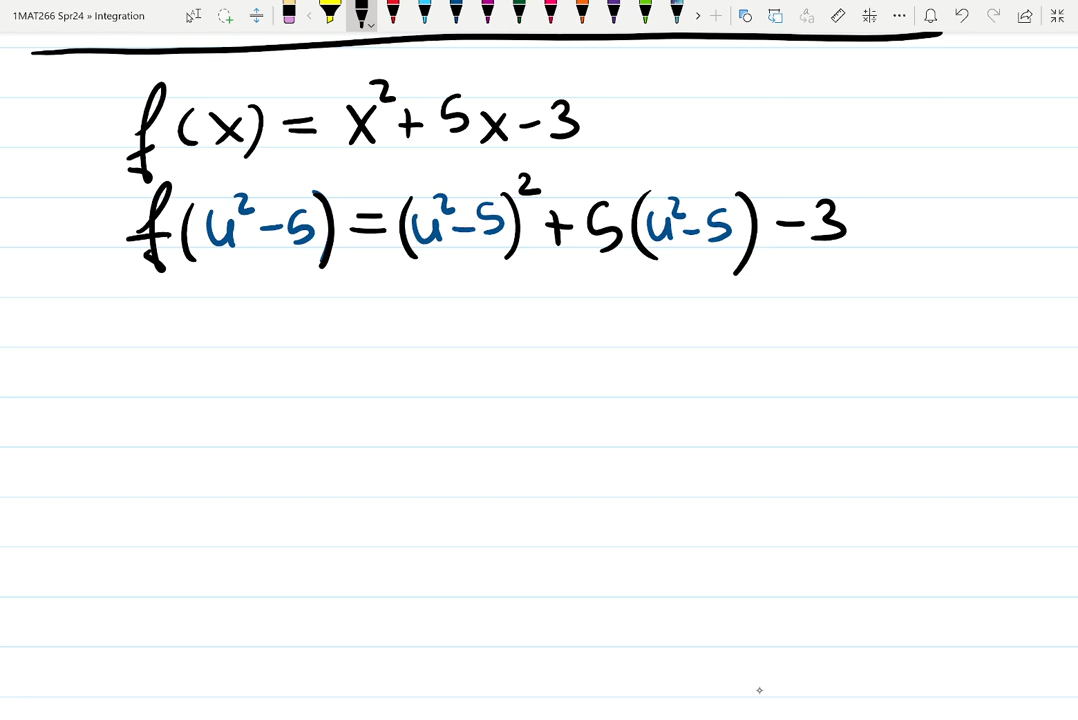 1MAT266 Spr24 » Integration
f(x) = x² + 5x - 3
f(u² - 5) = (u² - 5)² + 5(u² - 5) - 3